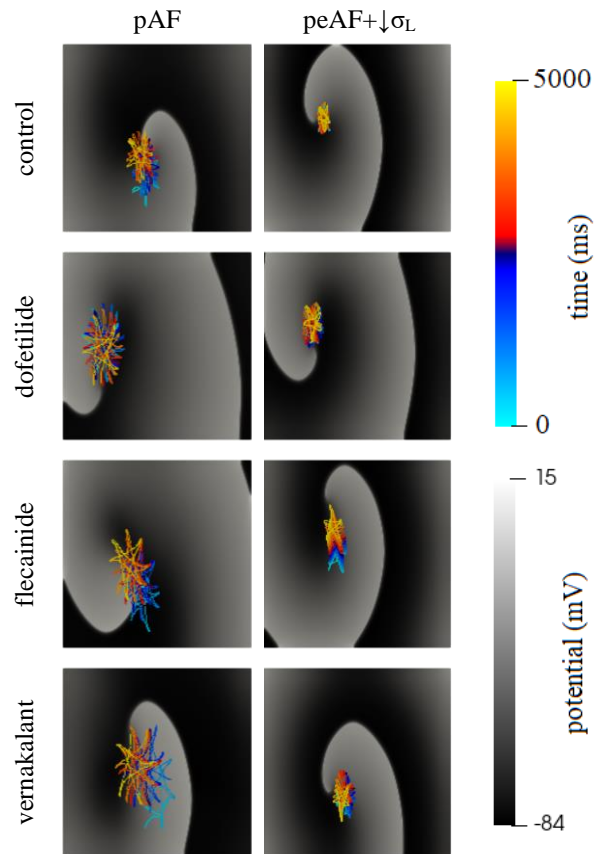 pAF
peAF+↓σL
control
dofetilide
flecainide
vernakalant
5000
time (ms)
0
15
potential (mV)
-84